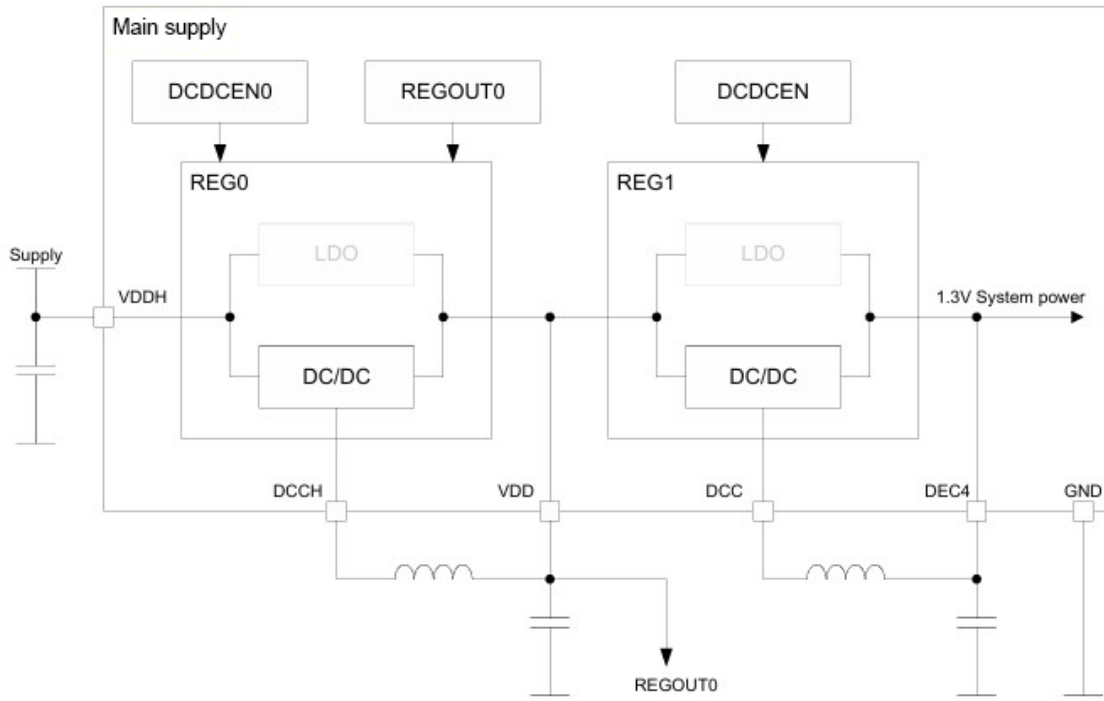 Main supply
DCDCEN0
REGOUT0
DCDCEN
REG0
REG1
LDO
LDO
Supply
VDDH
1.3V System power
DC/DC
DC/DC
DCCH
VDD
DCC
DEC4
GND
REGOUT0